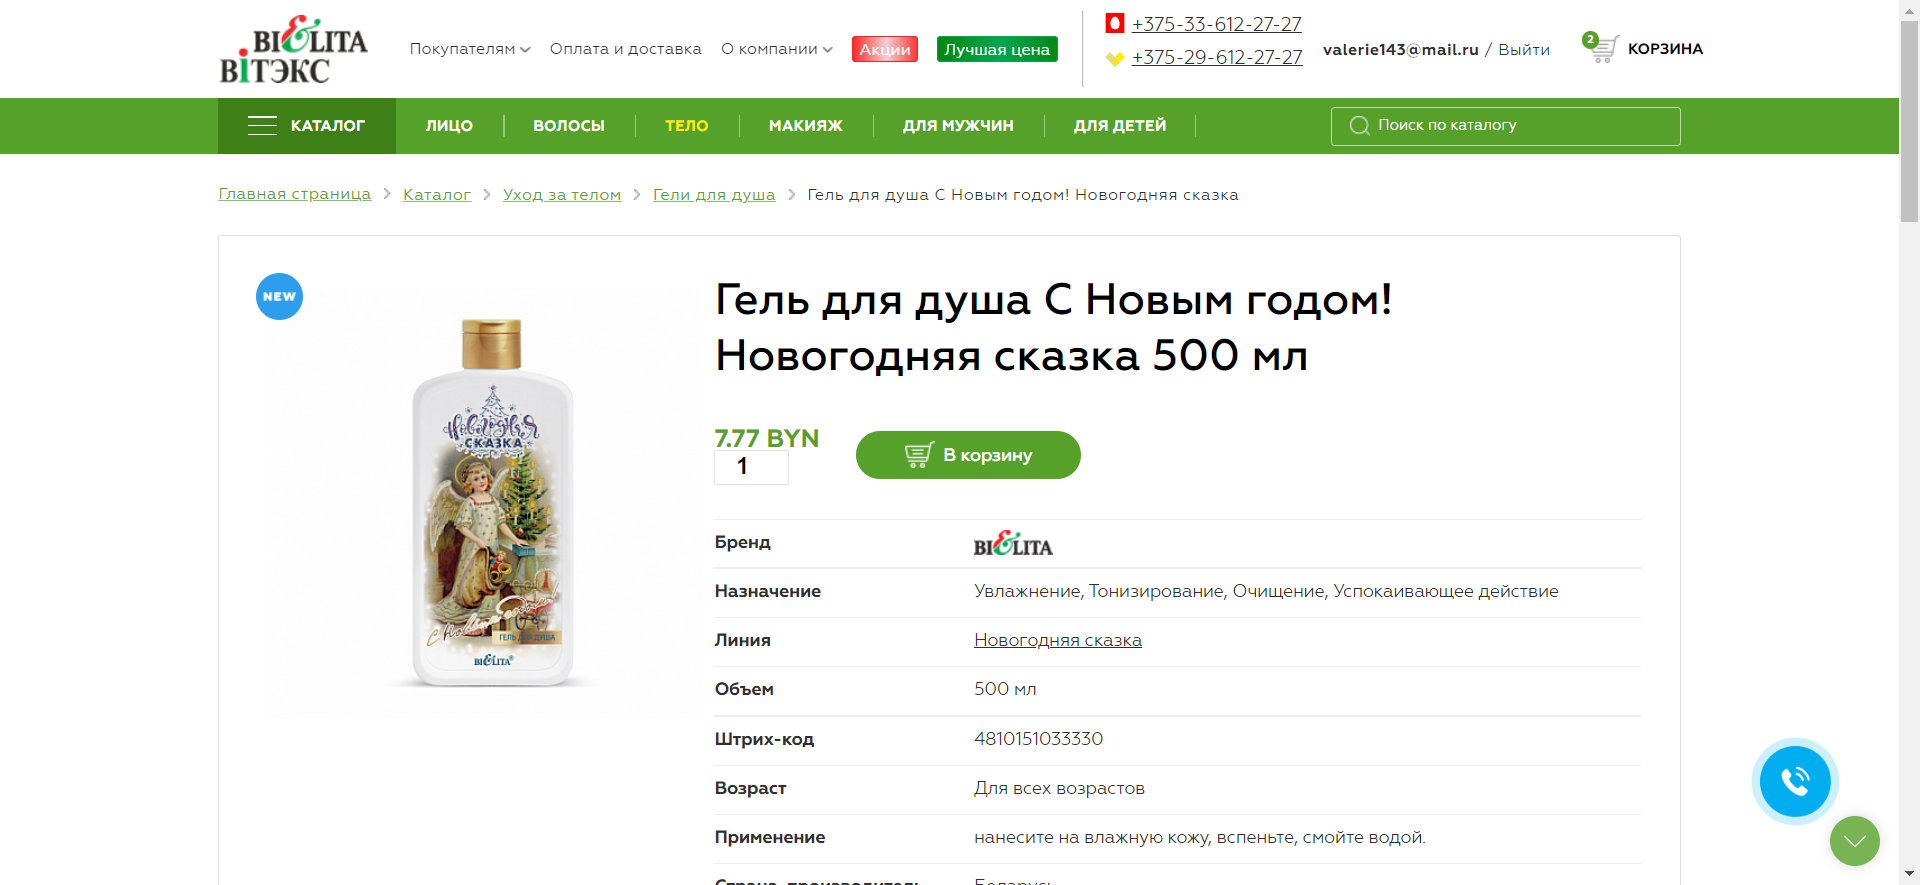 BIELITA
ВІТЭКС
Покупателям
Оплата и доставка
О компании
Акции
Лучшая цена
+375-33-612-27-27
+375-29-612-27-27
valerie143@mail.ru / Выйти
2
КОРЗИНА
КАТАЛОГ
ЛИЦО
ВОЛОСЫ
ТЕЛО
МАКИЯЖ
ДЛЯ МУЖЧИН
ДЛЯ ДЕТЕЙ
Поиск по каталогу
Главная страница
Каталог
Уход за телом
Гели для душа
Гель для душа С Новым годом! Новогодняя сказка
NEW
Новогодняя
СКАЗКА
С Новым годом!
ГЕЛЬ ДЛЯ ДУША
BIELITA®
Гель для душа С Новым годом!
Новогодняя сказка 500 мл
7.77 BYN
1
В корзину
Бренд
BIELITA
Назначение
Увлажнение, Тонизирование, Очищение, Успокаивающее действие
Линия
Новогодняя сказка
Объем
500 мл
Штрих-код
4810151033330
Возраст
Для всех возрастов
Применение
нанесите на влажную кожу, вспеньте, смойте водой.
Страна-производитель
Беларусь